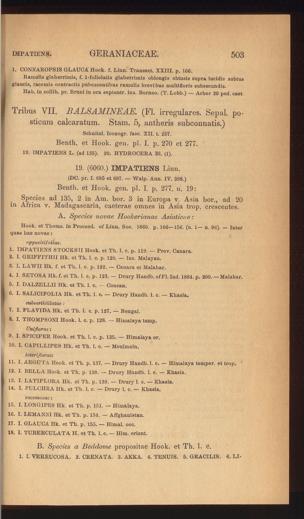 IMPATIENS. GERANIACEAE. 503
1. CONNAROPSIS GLAUCA Hook. f. Linn. Transact. XXIII. p. 166.
Ramulis glaberrimis, f. 1-foliolatis glaberrimis oblongis obtusis supra lucidis subtus
glaucis, racemis contractis pubescentibus ramulis brevibus multifloris subsecundis.
Hab. in collib. pr. Brusi in ora septentr. ins. Borneo. (T. Lobb.) — Arbor 20 ped. cact
Tribus VII. BALSAMINEAE. (Fl. irregulares. Sepal. po-
sticum calcaratum. Stam. 5, antheris subconnatis.)
Schnizl. Iconogr. fasc. XII. t. 257.
Benth. et Hook. gen. pl. I. p. 270 et 277.
19. IMPATIENS L. (ad 135). 20. HYDROCERA Bl. (1).
19. (6060.) IMPATIENS Linn.
(DC. pr. I. 685 et 687. — Walp. Ann. IV. 398.)
Benth. et Hook. gen. pl. I. p. 277. n. 19:
Species ad 135, 2 in Am. bor. 3 in Europa v. Asia bor., ad 20
in Africa v. Madagascaria, caeterae omnes in Asia trop. crescentes.
A. Species novae Hookerianae Asiaticae:
Hook. et Thoms. in Proceed. of Linn. Soc. 1860. p. 106—156. (n. 1 — n. 96). — Inter
quas hae novae:
oppositifoliae.
1. IMPATIENS STOCKSII Hook. et Th. l. c. p. 119. — Prov. Canara.
2. I. GRIFFITHII Hk. et Th. l. c. p. 120. — Ins. Malayan.
3. I. LAWII Hk. f. et Th. l. c. p. 122. — Canara et Malabar.
4. I. SETOSA Hk. f. et Th. l. c. p. 123. — Drury Handb. of Fl. Ind. 1864. p. 200. — Malabar.
5. I. DALZELLII Hk. et Th. l. c. — Concan.
6. I. SALICIFOLIA Hk. et Th. l. c. — Drury Handb. l. c. — Khasia.
7. I. FLAVIDA Hk. et Th. l. c. p. 127. — Bengal.
8. I. THOMPSONI Hook. l. c. p. 128. — Himalaya temp.
Uniflorae:
9. I. SPICIFER Hook. et Th. l. c. p. 135. — Himalaya or.
10. I. CAPILLIPES Hk. et Th. l. c. — Moulmein.
11. I. ARGUTA Hook. et Th. p. 137. — Drury Handb. l. c. — Himalaya temper. et trop.
12. I. BELLA Hook. et Th. p. 138. — Drury Handb. l. c. — Khasia.
13. I. LATIFLORA Hk. et Th. p. 139. — Drury l. c. — Khasia.
14. I. PULCHRA Hk. et Th. l. c. — Drury l. c. — Khasia.
racemosae:
15. I. LONGIPES Hk. et Th. p. 151. — Himalaya.
16. I. LEMANNI Hk. et Th. p. 154. — Affghanistan.
17. I. GLAUCA Hk. et Th. p. 155. — Himal. occ.
18. I. TUBERCULATA H. et Th. l. c. — Him. orient.
B. Species a Beddome propositae Hook. et Th. l. c.
1. I. VERRUCOSA. 2. CRENATA. 3. AKKA. 4. TENUIS. 5. GRACILIS. 6. LI-